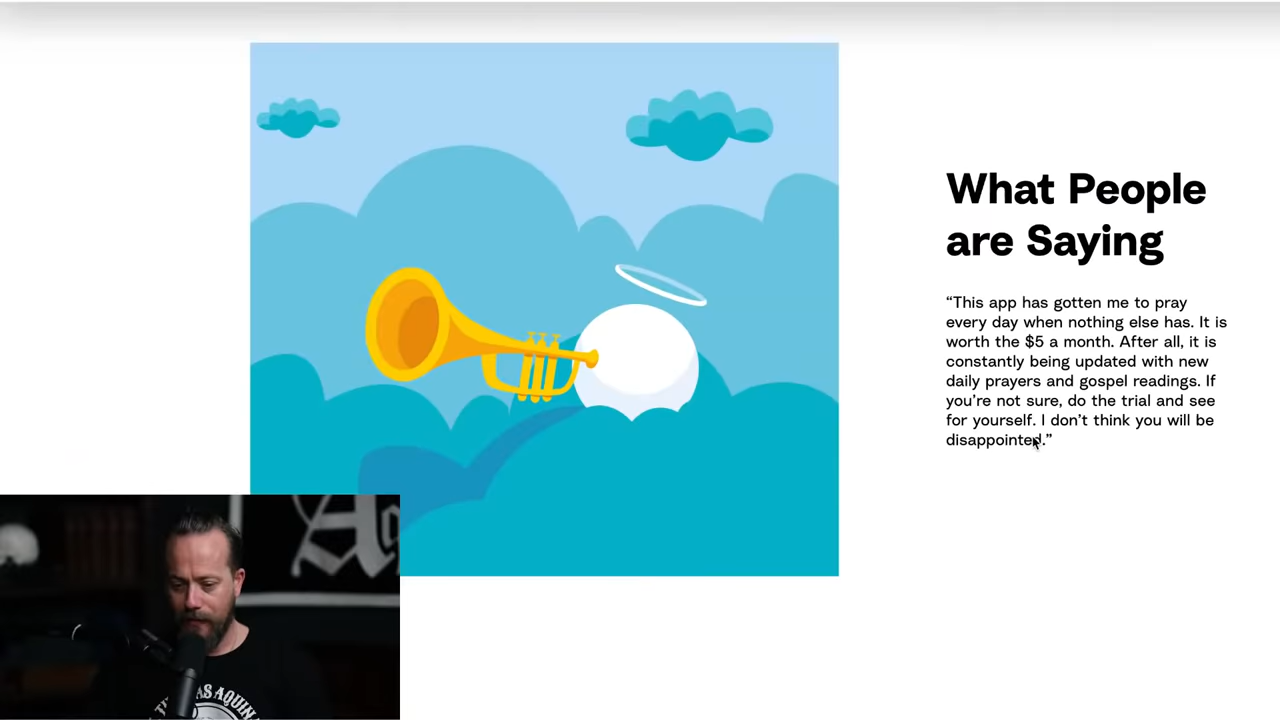 What People
are Saying
“This app has gotten me to pray
every day when nothing else has. It is
worth the $5 a month. After all, it is
constantly being updated with new
daily prayers and gospel readings. If
you’re not sure, do the trial and see
for yourself. I don’t think you will be
disappointed.”